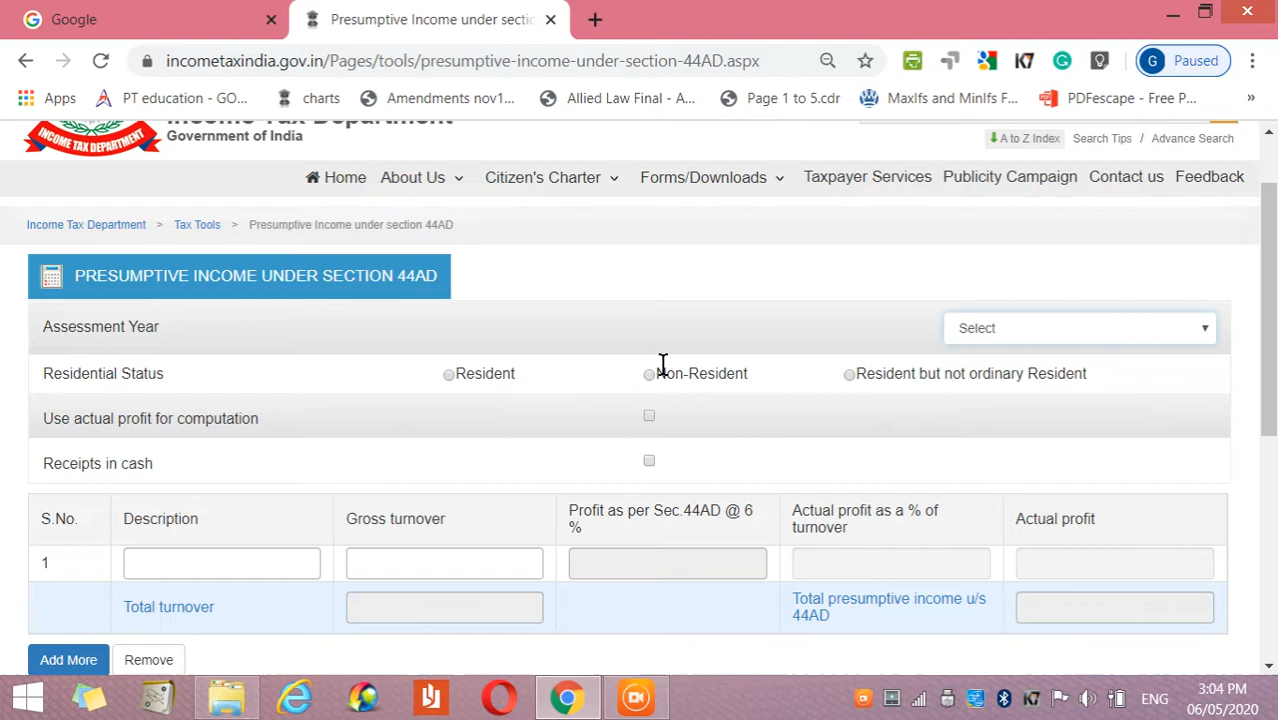 Google
Presumptive Income under sectio
incometaxindia.gov.in/Pages/tools/presumptive-income-under-section-44AD.aspx
G Paused
Apps
PT education - GO...
charts
Amendments nov1...
Allied Law Final - A...
Page 1 to 5.cdr
MaxIfs and MinIfs F...
PDFescape - Free P...
»
INCOME DEPARTMENT
Income Tax Department
Government of India
A to Z Index
Search Tips / Advance Search
Home
About Us
Citizen's Charter
Forms/Downloads
Taxpayer Services
Publicity Campaign
Contact us
Feedback
Income Tax Department > Tax Tools > Presumptive Income under section 44AD
PRESUMPTIVE INCOME UNDER SECTION 44AD
Assessment Year
Select
Residential Status
Resident
Non-Resident
Resident but not ordinary Resident
Use actual profit for computation
Receipts in cash
S.No.
Description
Gross turnover
Profit as per Sec.44AD @ 6
%
Actual profit as a % of
turnover
Actual profit
1
Total turnover
Total presumptive income u/s
44AD
Add More
Remove
ENG
3:04 PM
06/05/2020